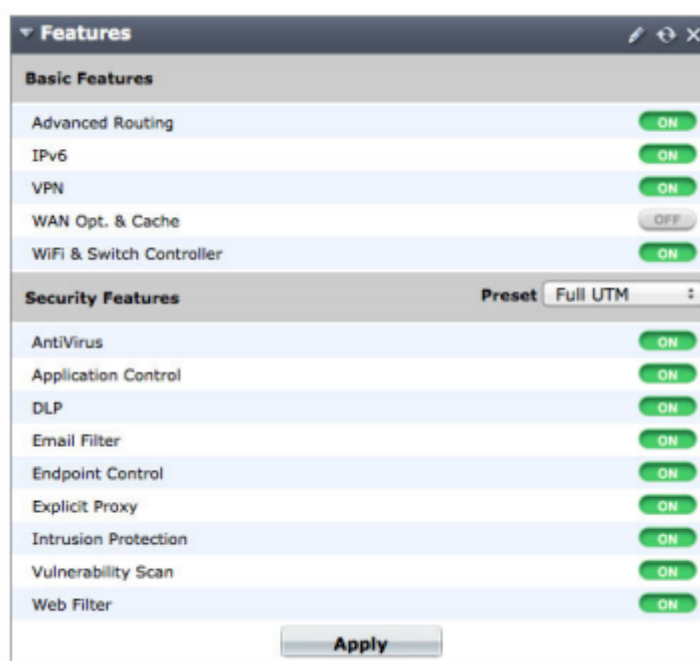 Features
Basic Features
Advanced Routing ON
IPv6 ON
VPN ON
WAN Opt. & Cache OFF
WiFi & Switch Controller ON
Security Features Preset Full UTM
AntiVirus ON
Application Control ON
DLP ON
Email Filter ON
Endpoint Control ON
Explicit Proxy ON
Intrusion Protection ON
Vulnerability Scan ON
Web Filter ON
Apply